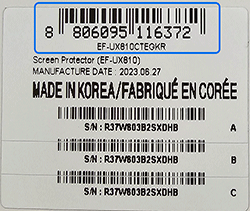 8 806095 116372
EF-UX810CTEGKR
Screen Protector (EF-UX810)
MANUFACTURE DATE : 2023.06.27
MADE IN KOREA/FABRIQUÉ EN CORÉE
S/N : R37W803B2SXDHB A
S/N : R37W803B2SXDHB B
S/N : R37W803B2SXDHB C